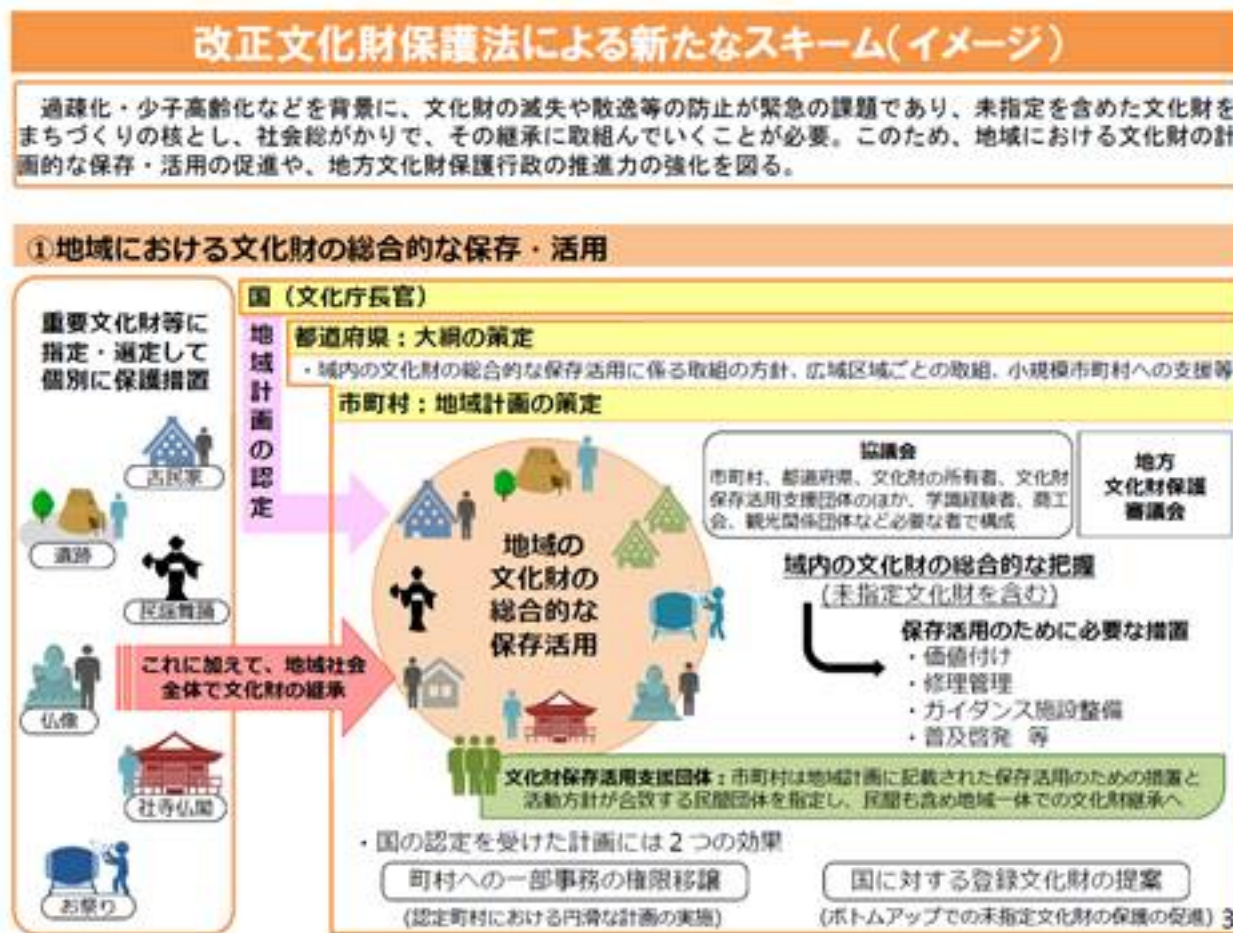 改正文化財保護法による新たなスキーム(イメージ)
過疎化・少子高齢化などを背景に、文化財の滅失や散逸等の防止が緊急の課題であり、未指定を含めた文化財を
まちづくりの核とし、社会総がかりで、その継承に取組んでいくことが必要。このため、地域における文化財の計
画的な保存・活用の促進や、地方文化財保護行政の推進力の強化を図る。
①地域における文化財の総合的な保存・活用
重要文化財等に
指定・選定して
個別に保護措置
古民家
遺跡
民謡舞踊
仏像
社寺仏閣
お祭り
これに加えて、地域社会
全体で文化財の継承
国(文化庁長官)
地域計画の認定
都道府県：大綱の策定
・域内の文化財の総合的な保存活用に係る取組の方針、広域区域ごとの取組、小規模市町村への支援等
市町村：地域計画の策定
地域の
文化財の
総合的な
保存活用
協議会
市町村、都道府県、文化財の所有者、文化財
保存活用支援団体のほか、学識経験者、商工
会、観光関係団体など必要な者で構成
地方
文化財保護
審議会
域内の文化財の総合的な把握
(未指定文化財を含む)
保存活用のために必要な措置
・価値付け
・修理管理
・ガイダンス施設整備
・普及啓発 等
文化財保存活用支援団体：市町村は地域計画に記載された保存活用のための措置と
活動方針が合致する民間団体を指定し、民間も含め地域一体での文化財継承へ
・国の認定を受けた計画には２つの効果
町村への一部事務の権限移譲
(認定町村における円滑な計画の実施)
国に対する登録文化財の提案
(ボトムアップでの未指定文化財の保護の促進)
3